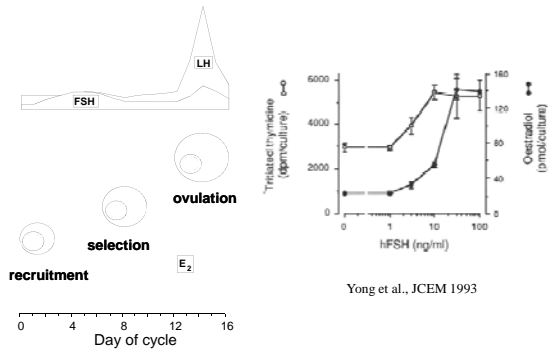 LH
FSH
ovulation
selection
E2
recruitment
0 4 8 12 16
Day of cycle
6000
4000
2000
0
Tritiated thymidine
(dpm/culture)
160
120
80
40
0
Oestradiol
(pmol/culture)
0 1 10 100
hFSH (ng/ml)
Yong et al., JCEM 1993